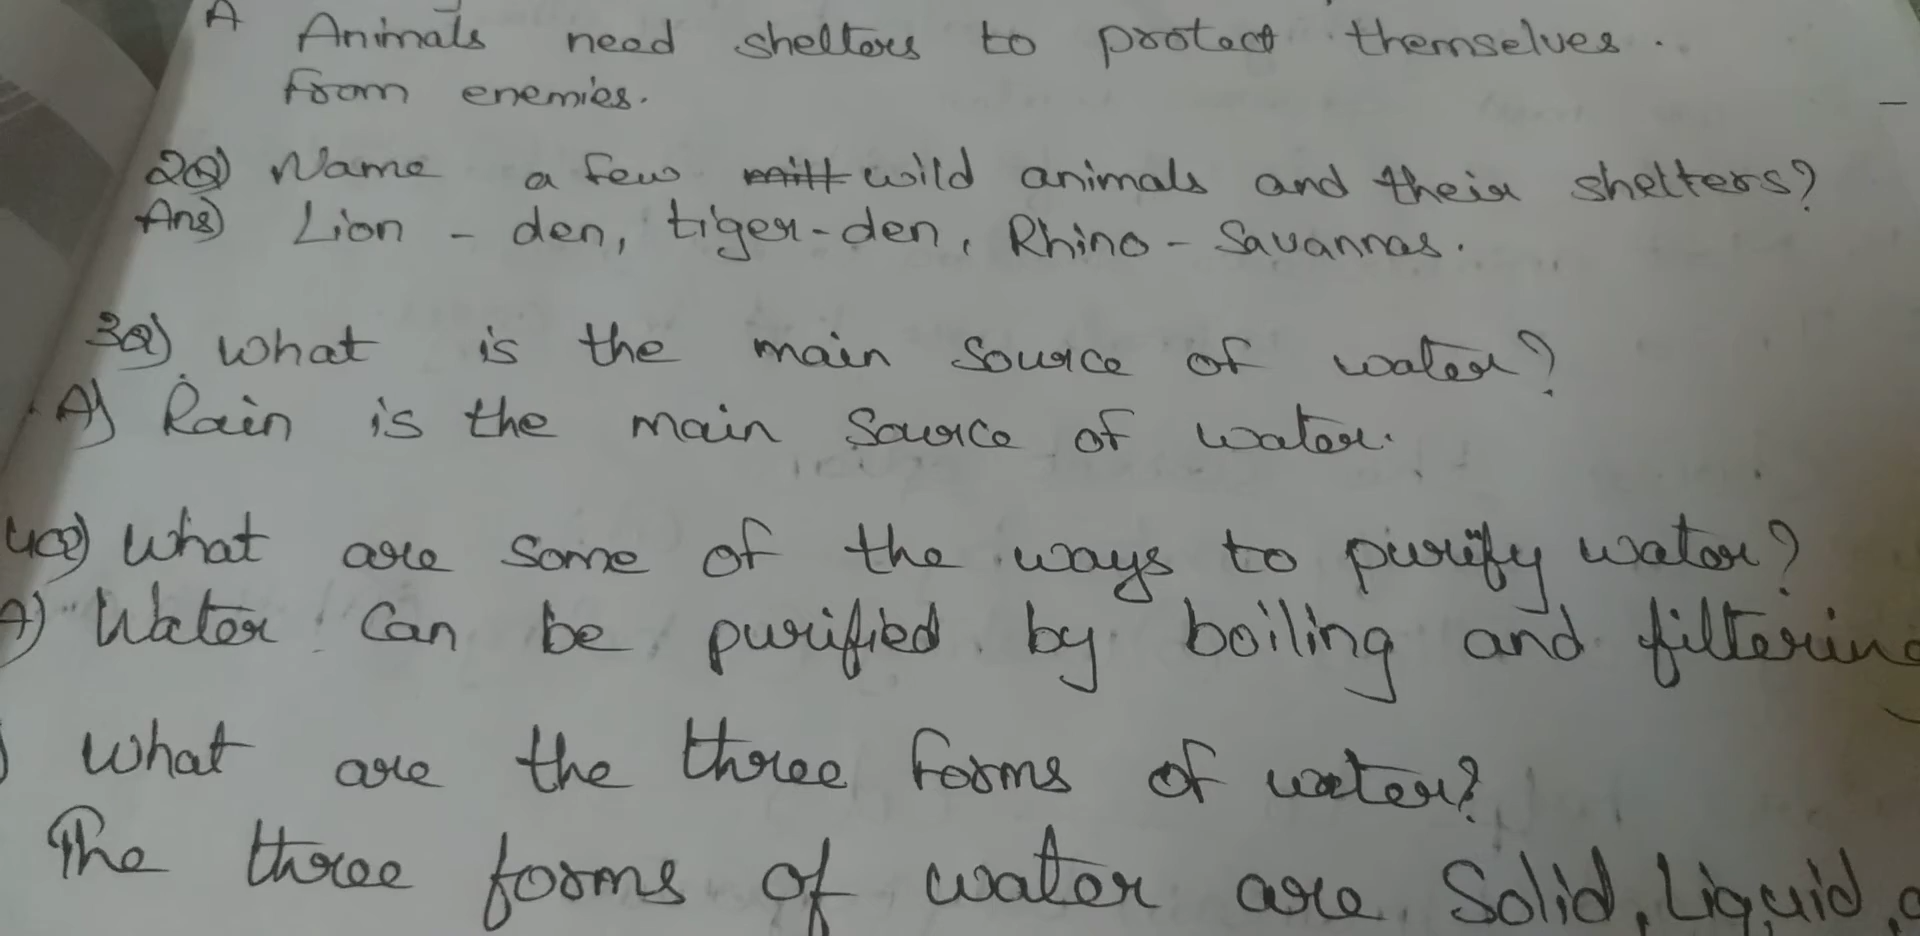 A Animals need shelters to protect themselves.
from enemies.
2Q) Name a few wild animals and their shelters?
Ans) Lion - den, tiger-den, Rhino - Savannas.
3Q). What is the main source of water?
A) Rain is the main source of water.
4Q) What are some of the ways to purify water?
A) Water can be purified by boiling and filtering
) What are the three forms of water?
The three forms of water are Solid, Liquid,